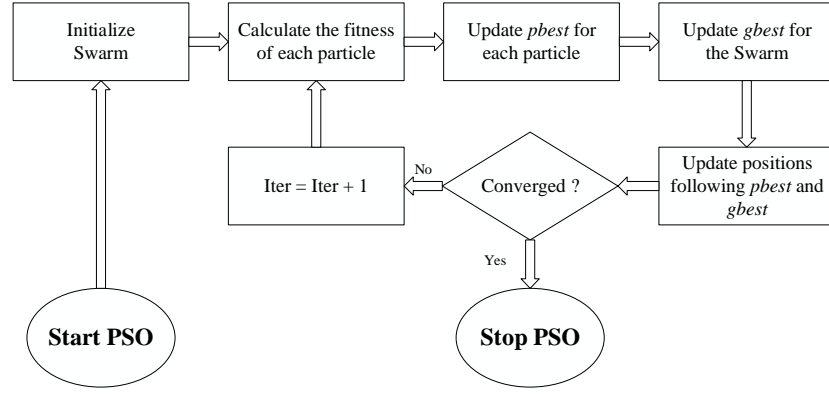 Initialize
Swarm
Calculate the fitness
of each particle
Update pbest for
each particle
Update gbest for
the Swarm
Iter = Iter + 1
No
Converged ?
Update positions
following pbest and
gbest
Yes
Start PSO
Stop PSO